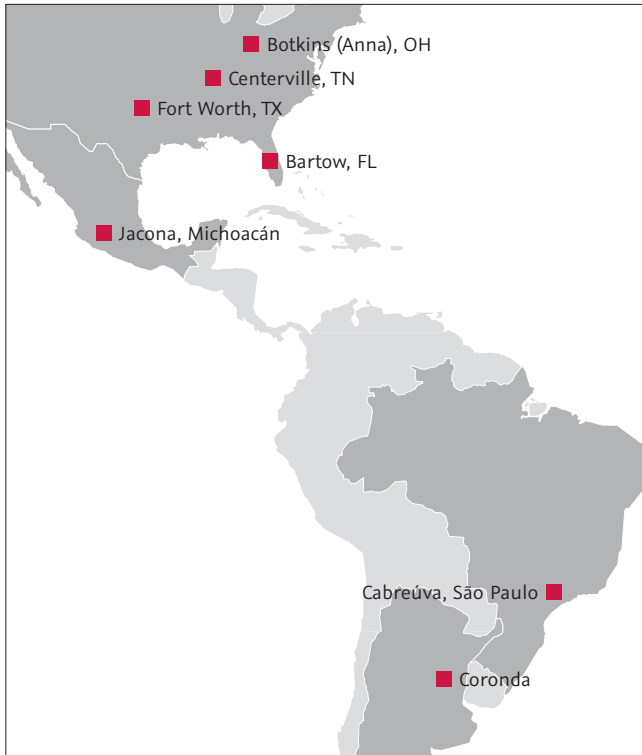 Botkins (Anna), OH
Centerville, TN
Fort Worth, TX
Bartow, FL
Jacona, Michoacán
Cabreúva, São Paulo
Coronda